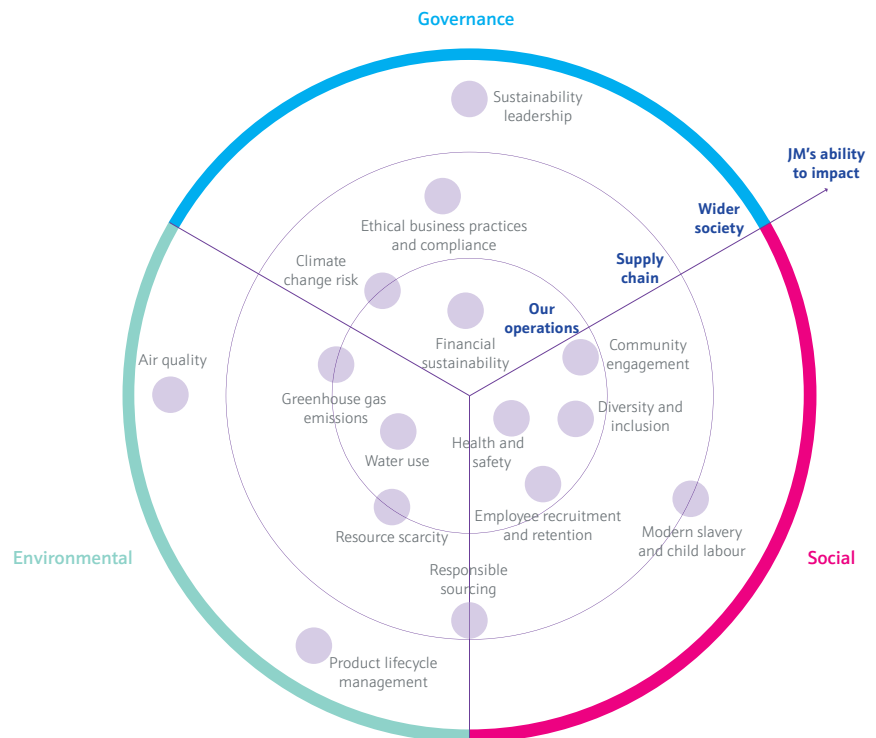 Governance
Sustainability
leadership
JM's ability
to impact
Wider
society
Ethical business practices
and compliance
Supply
chain
Climate
change risk
Our
operations
Financial
sustainability
Community
engagement
Air quality
Greenhouse gas
emissions
Diversity and
inclusion
Health and
safety
Water use
Employee recruitment
and retention
Resource scarcity
Modern slavery
and child labour
Environmental
Social
Responsible
sourcing
Product lifecycle
management